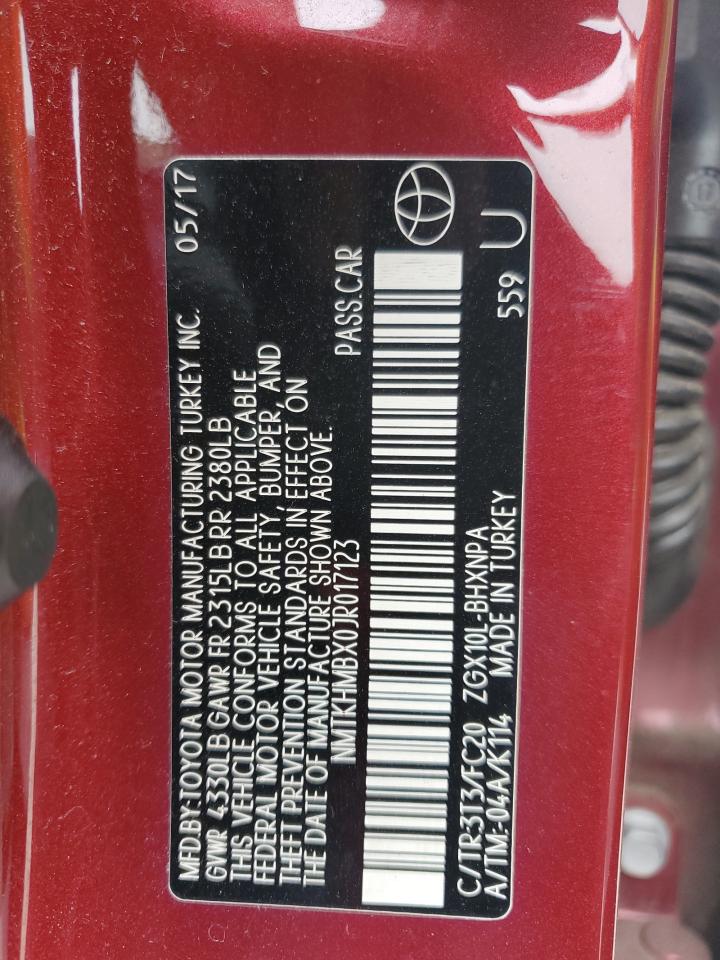 MFD.BY:TOYOTA MOTOR MANUFACTURING TURKEY INC. 05/17
GVWR 4330LB GAWR FR 2315LB RR 2380LB
THIS VEHICLE CONFORMS TO ALL APPLICABLE
FEDERAL MOTOR VEHICLE SAFETY, BUMPER, AND
THEFT PREVENTION STANDARDS IN EFFECT ON
THE DATE OF MANUFACTURE SHOWN ABOVE.
NMTKHMBX0JR017123 PASS.CAR
C/TR:3T3/FC20 ZGX10L-BHXNPA 559 U
A/TM:-04A/K114 MADE IN TURKEY